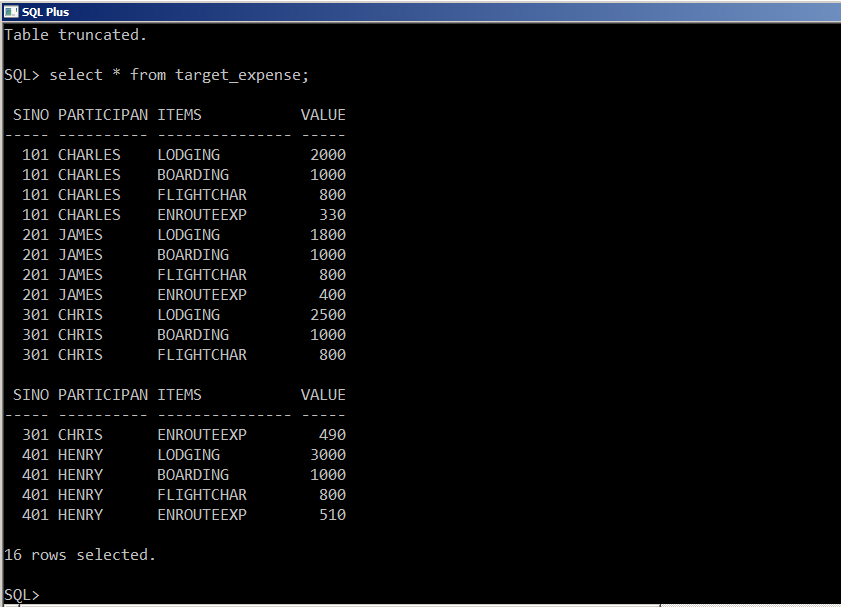 SQL Plus
Table truncated.
SQL> select * from target_expense;
SINO PARTICIPAN ITEMS           VALUE
----- ---------- --------------- -----
  101 CHARLES    LODGING          2000
  101 CHARLES    BOARDING         1000
  101 CHARLES    FLIGHTCHAR        800
  101 CHARLES    ENROUTEEXP        330
  201 JAMES      LODGING          1800
  201 JAMES      BOARDING         1000
  201 JAMES      FLIGHTCHAR        800
  201 JAMES      ENROUTEEXP        400
  301 CHRIS      LODGING          2500
  301 CHRIS      BOARDING         1000
  301 CHRIS      FLIGHTCHAR        800
SINO PARTICIPAN ITEMS           VALUE
----- ---------- --------------- -----
  301 CHRIS      ENROUTEEXP        490
  401 HENRY      LODGING          3000
  401 HENRY      BOARDING         1000
  401 HENRY      FLIGHTCHAR        800
  401 HENRY      ENROUTEEXP        510
16 rows selected.
SQL>